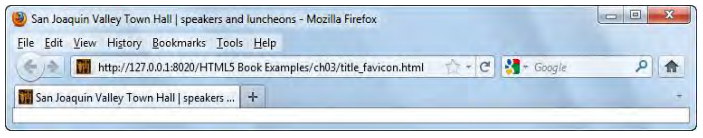 San Joaquin Valley Town Hall | speakers and luncheons - Mozilla Firefox
File Edit View History Bookmarks Tools Help
http://127.0.0.1:8020/HTML5 Book Examples/ch03/title_favicon.html Google
San Joaquin Valley Town Hall | speakers ...